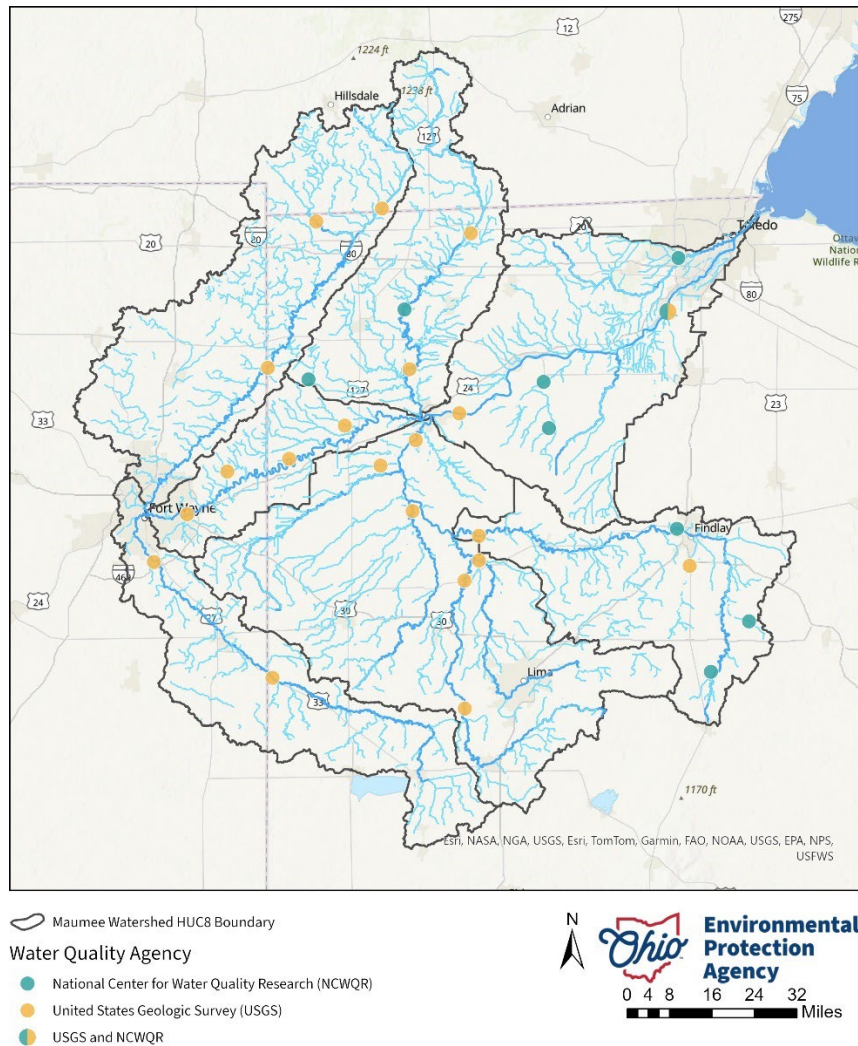 275
12
1224 ft
Hillsdale
75
1238 ft
Adrian
127
20
20
20
Toledo
80
Ottav
Nation
Wildlife R
80
127
24
33
23
Fort Wayne
Findlay
469
24
27
30
30
Lima
33
1170 ft
Esri, NASA, NGA, USGS, Esri, TomTom, Garmin, FAO, NOAA, USGS, EPA, NPS,
USFWS
Maumee Watershed HUC8 Boundary
Water Quality Agency
National Center for Water Quality Research (NCWQR)
United States Geologic Survey (USGS)
USGS and NCWQR
N
Ohio
Environmental
Protection
Agency
0 4 8 16 24 32
Miles